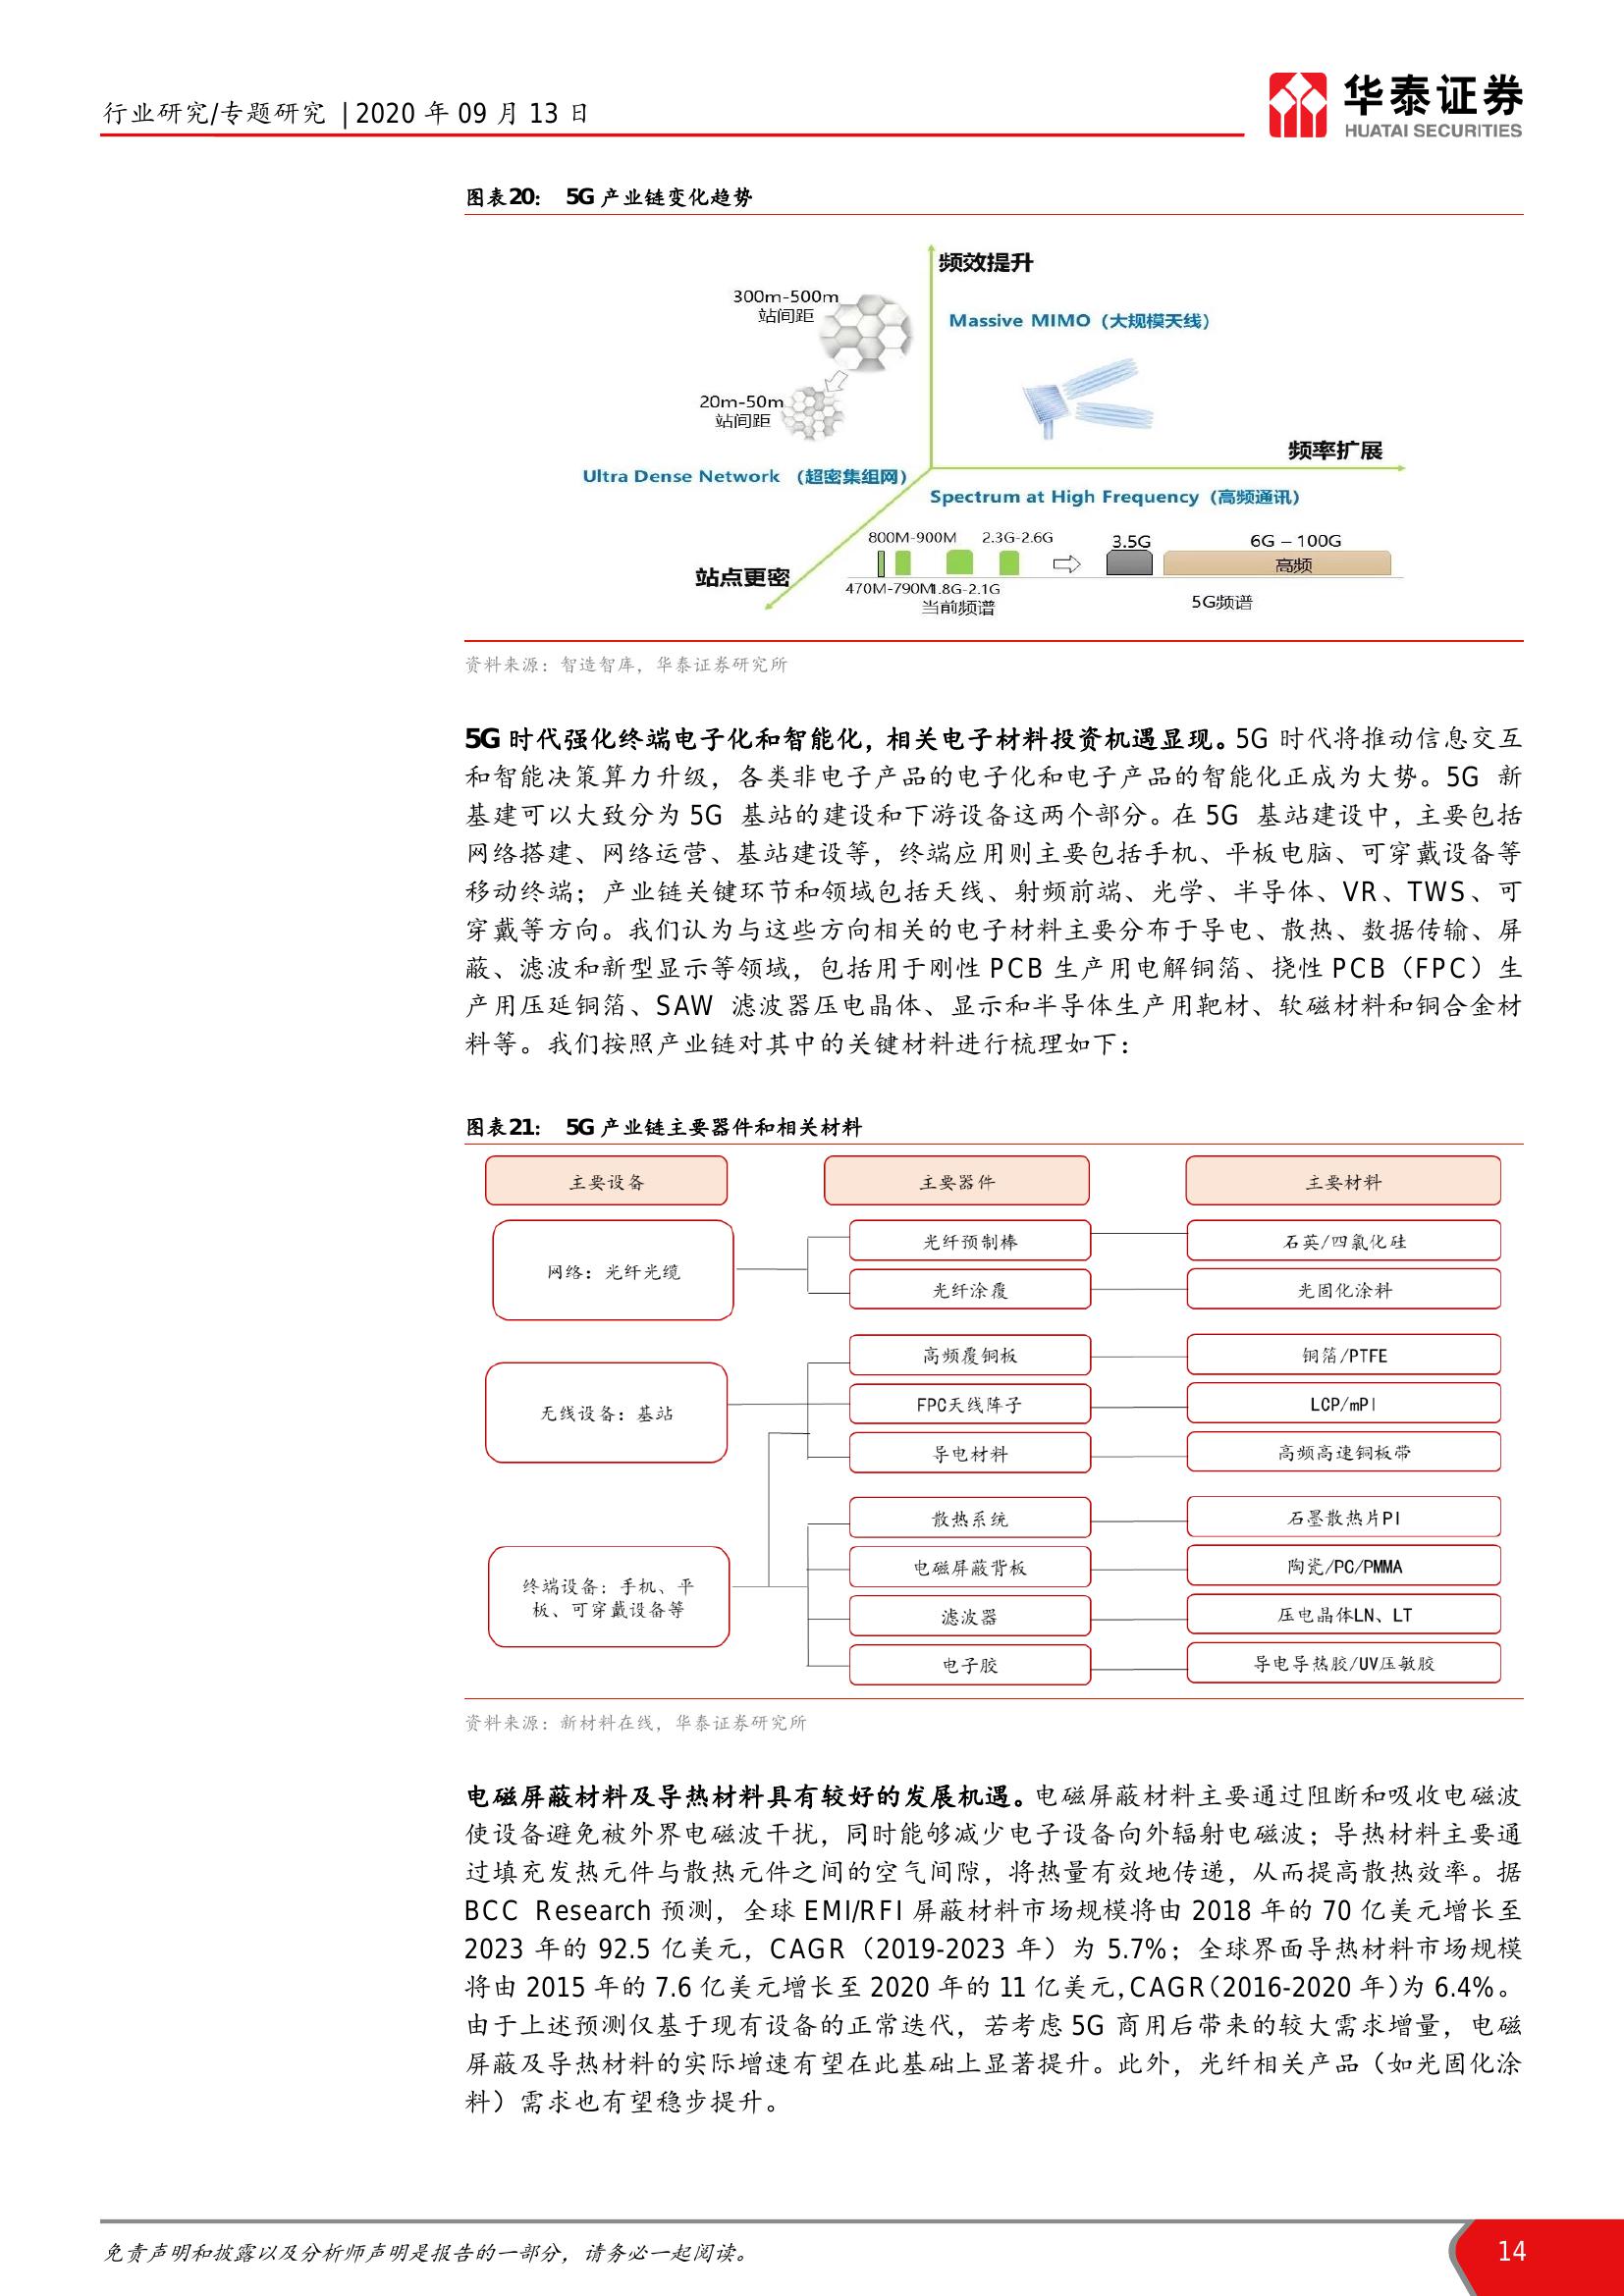 行业研究/专题研究 | 2020 年 09 月 13 日
华泰证券
HUATAI SECURITIES
图表20： 5G 产业链变化趋势
频效提升
300m-500m
站间距
Massive MIMO（大规模天线）
20m-50m
站间距
频率扩展
Ultra Dense Network （超密集组网）
Spectrum at High Frequency（高频通讯）
800M-900M 2.3G-2.6G 3.5G 6G – 100G
高频
站点更密
470M-790M 1.8G-2.1G
当前频谱 5G频谱
资料来源：智造智库，华泰证券研究所
5G 时代强化终端电子化和智能化，相关电子材料投资机遇显现。5G 时代将推动信息交互
和智能决策算力升级，各类非电子产品的电子化和电子产品的智能化正成为大势。5G 新
基建可以大致分为 5G 基站的建设和下游设备这两个部分。在 5G 基站建设中，主要包括
网络搭建、网络运营、基站建设等，终端应用则主要包括手机、平板电脑、可穿戴设备等
移动终端；产业链关键环节和领域包括天线、射频前端、光学、半导体、VR、TWS、可
穿戴等方向。我们认为与这些方向相关的电子材料主要分布于导电、散热、数据传输、屏
蔽、滤波和新型显示等领域，包括用于刚性 PCB 生产用电解铜箔、挠性 PCB（FPC）生
产用压延铜箔、SAW 滤波器压电晶体、显示和半导体生产用靶材、软磁材料和铜合金材
料等。我们按照产业链对其中的关键材料进行梳理如下：
图表21： 5G 产业链主要器件和相关材料
主要设备 主要器件 主要材料
光纤预制棒 石英/四氯化硅
网络：光纤光缆
光纤涂覆 光固化涂料
高频覆铜板 铜箔/PTFE
无线设备：基站 FPC天线阵子 LCP/mPI
导电材料 高频高速铜板带
散热系统 石墨散热片PI
电磁屏蔽背板 陶瓷/PC/PMMA
终端设备：手机、平
板、可穿戴设备等
滤波器 压电晶体LN、LT
电子胶 导电导热胶/UV压敏胶
资料来源：新材料在线，华泰证券研究所
电磁屏蔽材料及导热材料具有较好的发展机遇。电磁屏蔽材料主要通过阻断和吸收电磁波
使设备避免被外界电磁波干扰，同时能够减少电子设备向外辐射电磁波；导热材料主要通
过填充发热元件与散热元件之间的空气间隙，将热量有效地传递，从而提高散热效率。据
BCC Research 预测，全球 EMI/RFI 屏蔽材料市场规模将由 2018 年的 70 亿美元增长至
2023 年的 92.5 亿美元，CAGR（2019-2023 年）为 5.7%；全球界面导热材料市场规模
将由 2015 年的 7.6 亿美元增长至 2020 年的 11 亿美元，CAGR（2016-2020 年）为 6.4%。
由于上述预测仅基于现有设备的正常迭代，若考虑 5G 商用后带来的较大需求增量，电磁
屏蔽及导热材料的实际增速有望在此基础上显著提升。此外，光纤相关产品（如光固化涂
料）需求也有望稳步提升。
免责声明和披露以及分析师声明是报告的一部分，请务必一起阅读。
14